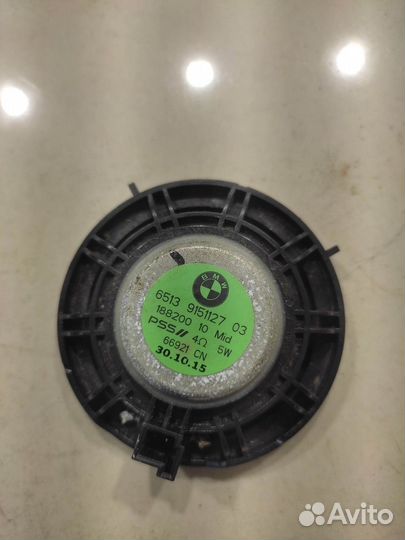 BMW
6513 9151127 03
188200 10 Mid
PSS// 4Ω 5W
66921 CN
30.10.15
Avito